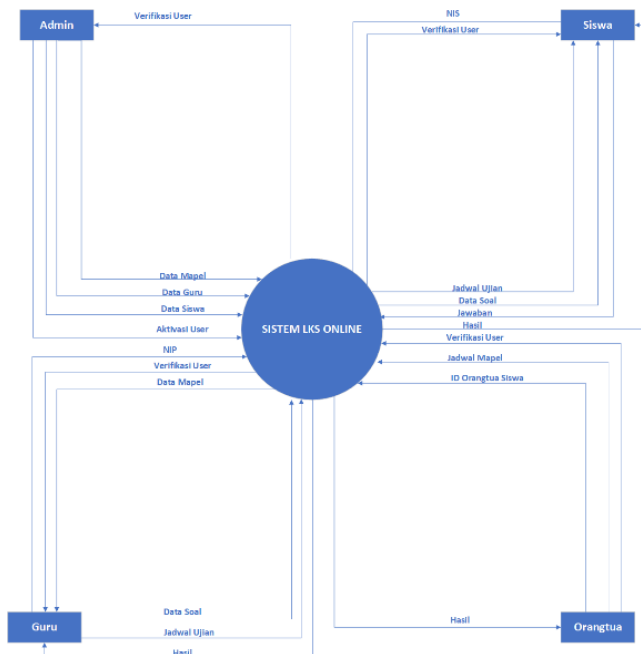 Verifikasi User
NIS
Admin
Siswa
Verifikasi User
Data Mapel
Data Guru
Data Siswa
Aktivasi User
NIP
Verifikasi User
Data Mapel
SISTEM LKS ONLINE
Jadwal Ujian
Data Soal
Jawaban
Hasil
Verifikasi User
Jadwal Mapel
ID Orangtua Siswa
Data Soal
Guru
Jadwal Ujian
Hasil
Hasil
Orangtua